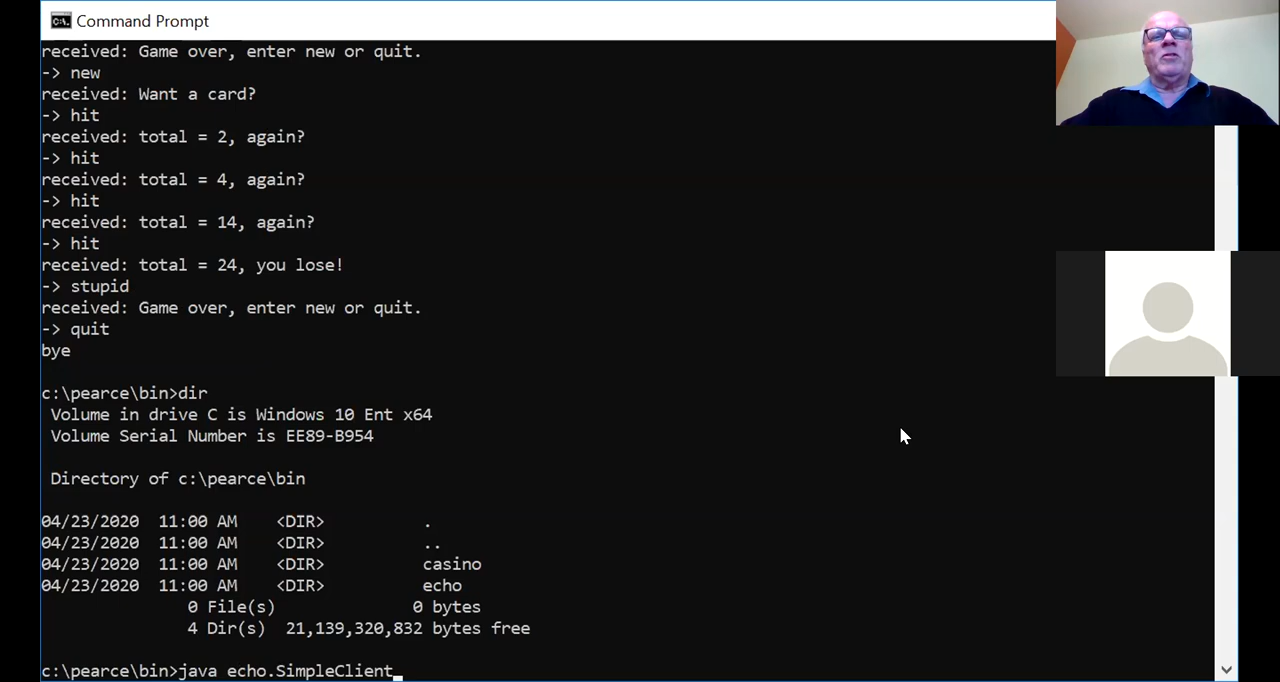 Command Prompt
received: Game over, enter new or quit.
-> new
received: Want a card?
-> hit
received: total = 2, again?
-> hit
received: total = 4, again?
-> hit
received: total = 14, again?
-> hit
received: total = 24, you lose!
-> stupid
received: Game over, enter new or quit.
-> quit
bye
c:\pearce\bin>dir
Volume in drive C is Windows 10 Ent x64
Volume Serial Number is EE89-B954
Directory of c:\pearce\bin
04/23/2020 11:00 AM <DIR> .
04/23/2020 11:00 AM <DIR> ..
04/23/2020 11:00 AM <DIR> casino
04/23/2020 11:00 AM <DIR> echo
0 File(s) 0 bytes
4 Dir(s) 21,139,320,832 bytes free
c:\pearce\bin>java echo.SimpleClient